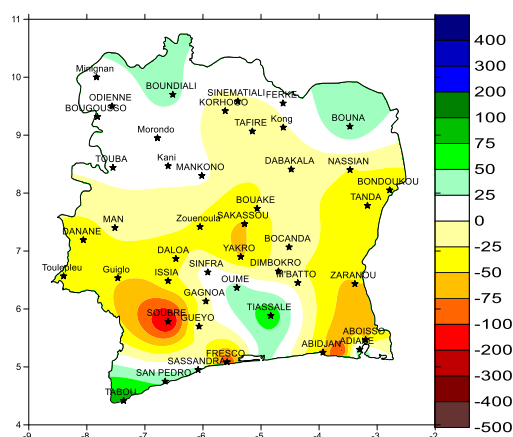 11
10
9
8
7
6
5
4
-9
-8
-7
-6
-5
-4
-3
-2
Minignan
BOUNDIALI
ODIENNE
BOUGOUSSO
SINEMATIALI
FERKE
KORHOGO
TAFIRE
Kong
BOUNA
Morondo
TOUBA
Kani
MANKONO
DABAKALA
NASSIAN
BONDOUKOU
TANDA
BOUAKE
SAKASSOU
Zouenoula
MAN
DANANE
BOCANDA
YAKRO
DALOA
SINFRA
DIMBOKRO
M'BATTO
Toulepleu
Guiglo
ISSIA
OUME
ZARANOU
GAGNOA
TIASSALE
SOUBRE
GUEYO
ABOISSO
ADIAKE
ABIDJAN
FRESCO
SASSANDRA
SAN PEDRO
TABOU
400
300
200
100
75
50
25
0
-25
-50
-75
-100
-200
-300
-400
-500